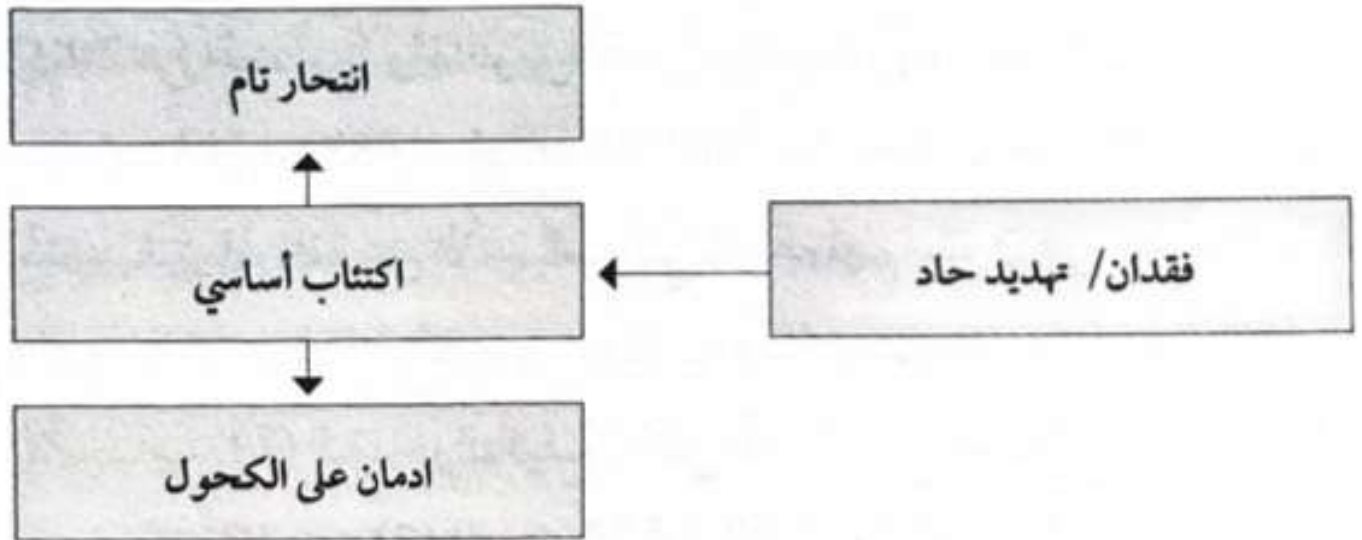 انتحار تام
فقدان/ تهديد حاد
اكتئاب أساسي
ادمان على الكحول